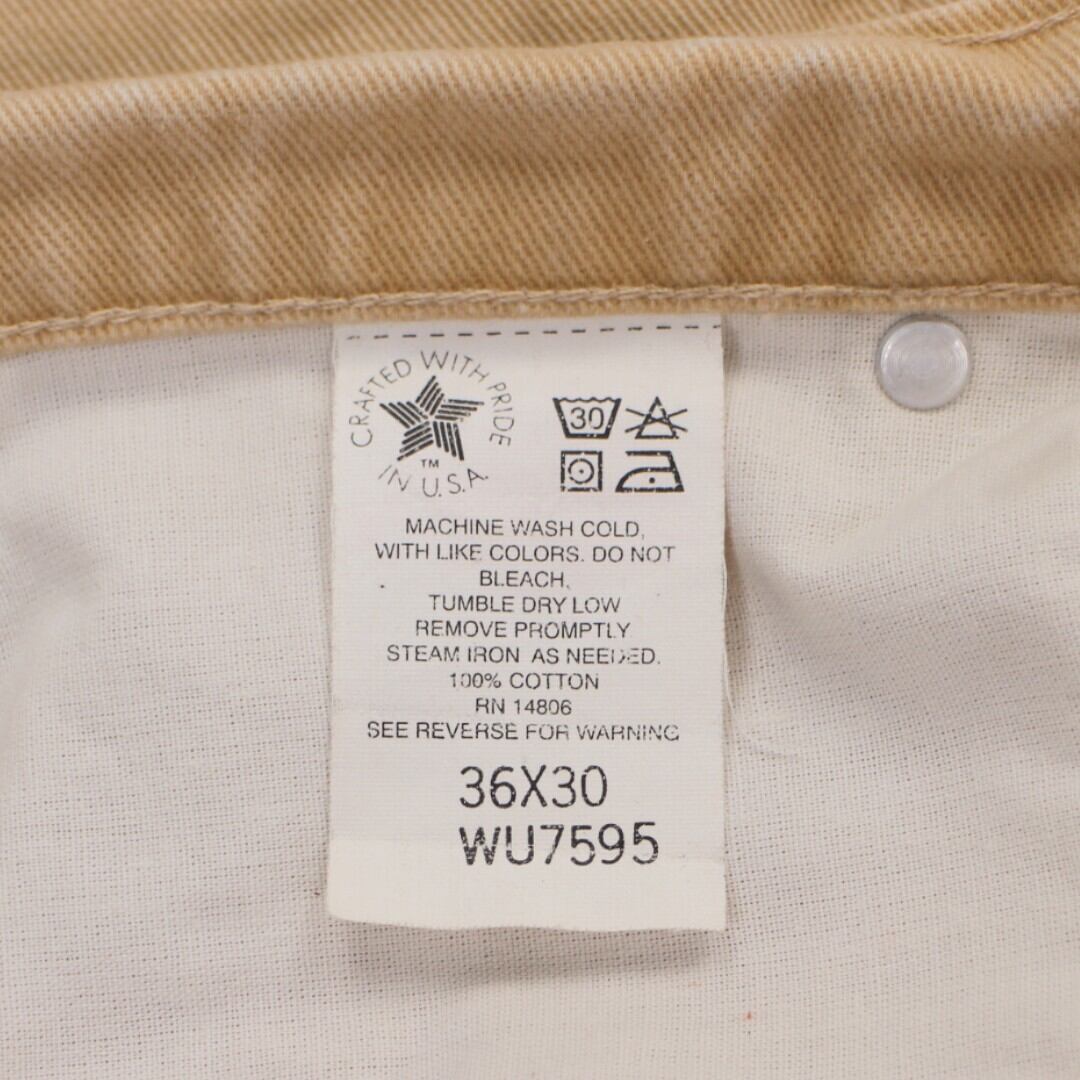 CRAFTED WITH PRIDE
IN U.S.A.
TM
30
MACHINE WASH COLD,
WITH LIKE COLORS. DO NOT
BLEACH,
TUMBLE DRY LOW
REMOVE PROMPTLY
STEAM IRON AS NEEDED.
100% COTTON
RN 14806
SEE REVERSE FOR WARNING
36X30
WU7595